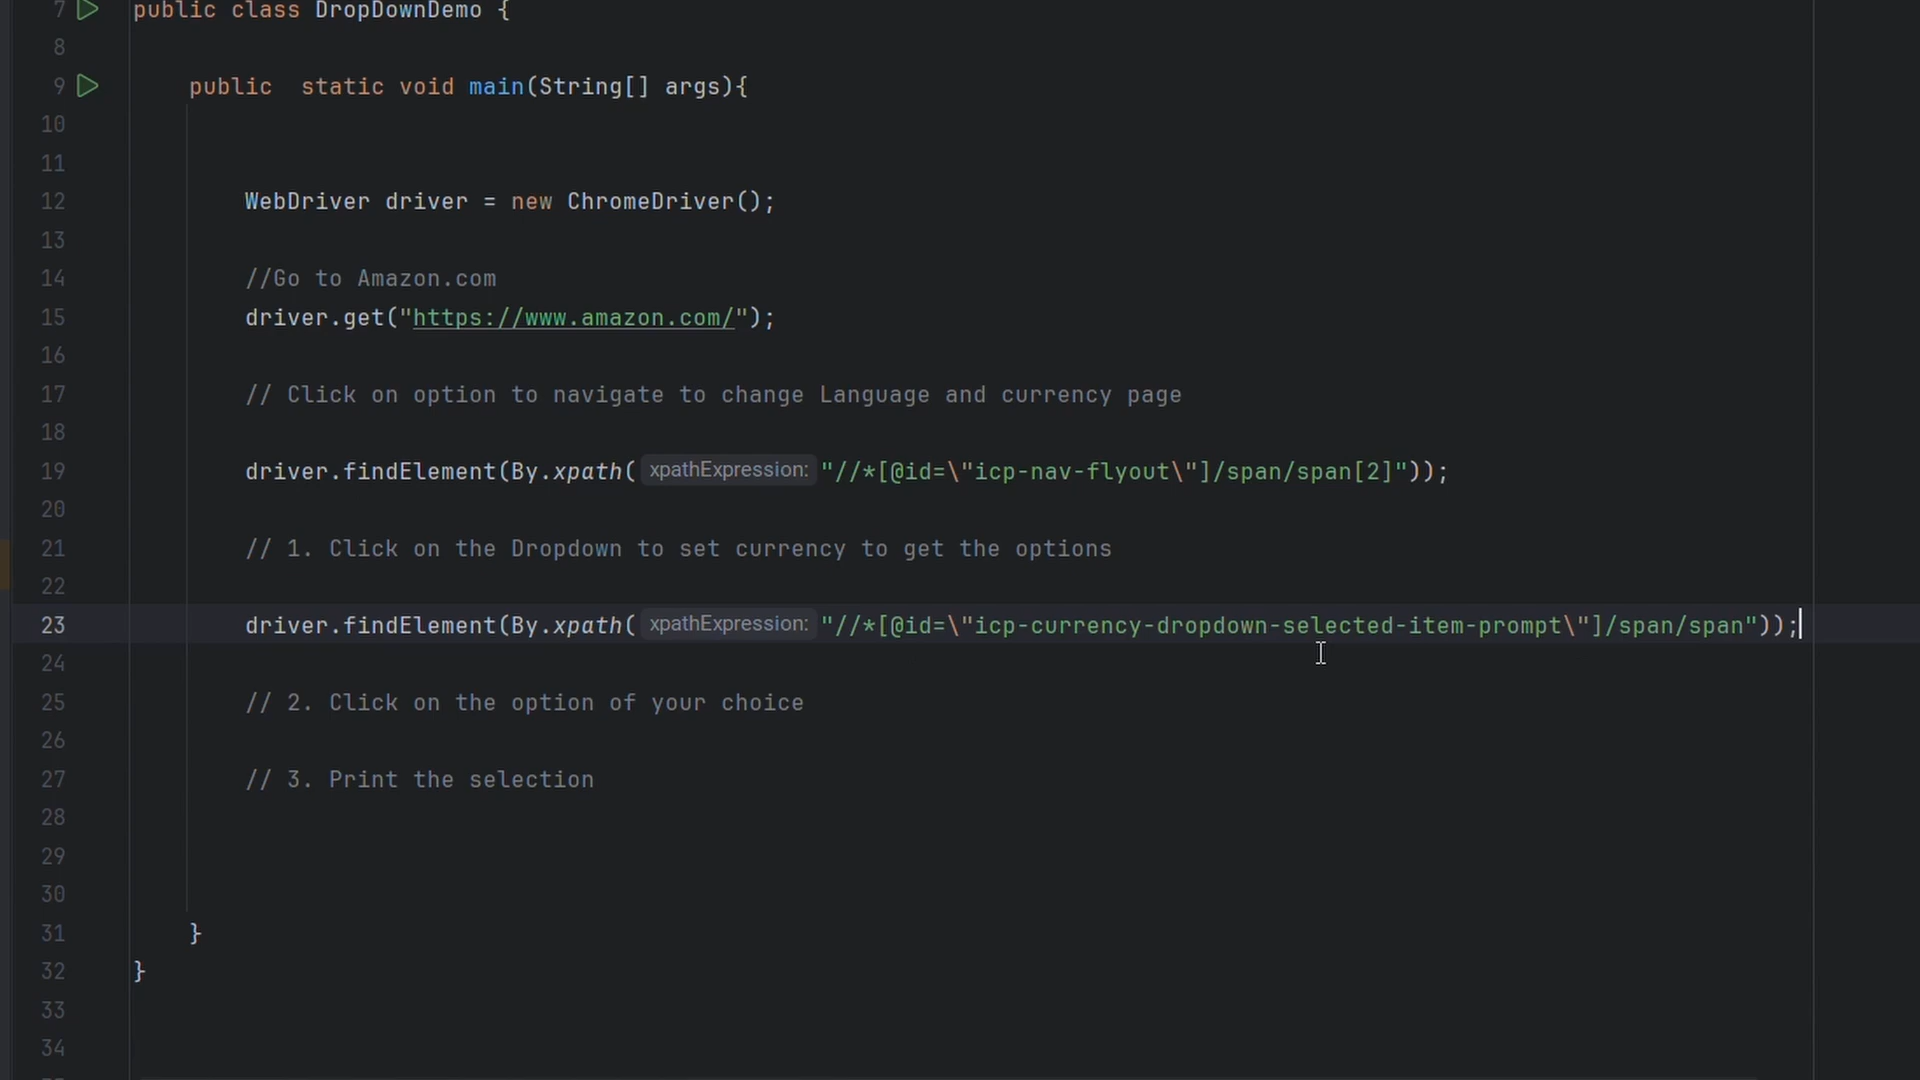 7 public class DropDownDemo {
8
9 public  static void main(String[] args){
10
11
12 WebDriver driver = new ChromeDriver();
13
14 //Go to Amazon.com
15 driver.get("https://www.amazon.com/");
16
17 // Click on option to navigate to change Language and currency page
18
19 driver.findElement(By.xpath( xpathExpression: "//*[@id=\"icp-nav-flyout\"]/span/span[2]"));
20
21 // 1. Click on the Dropdown to set currency to get the options
22
23 driver.findElement(By.xpath( xpathExpression: "//*[@id=\"icp-currency-dropdown-selected-item-prompt\"]/span/span"));
24
25 // 2. Click on the option of your choice
26
27 // 3. Print the selection
28
29
30
31 }
32 }
33
34